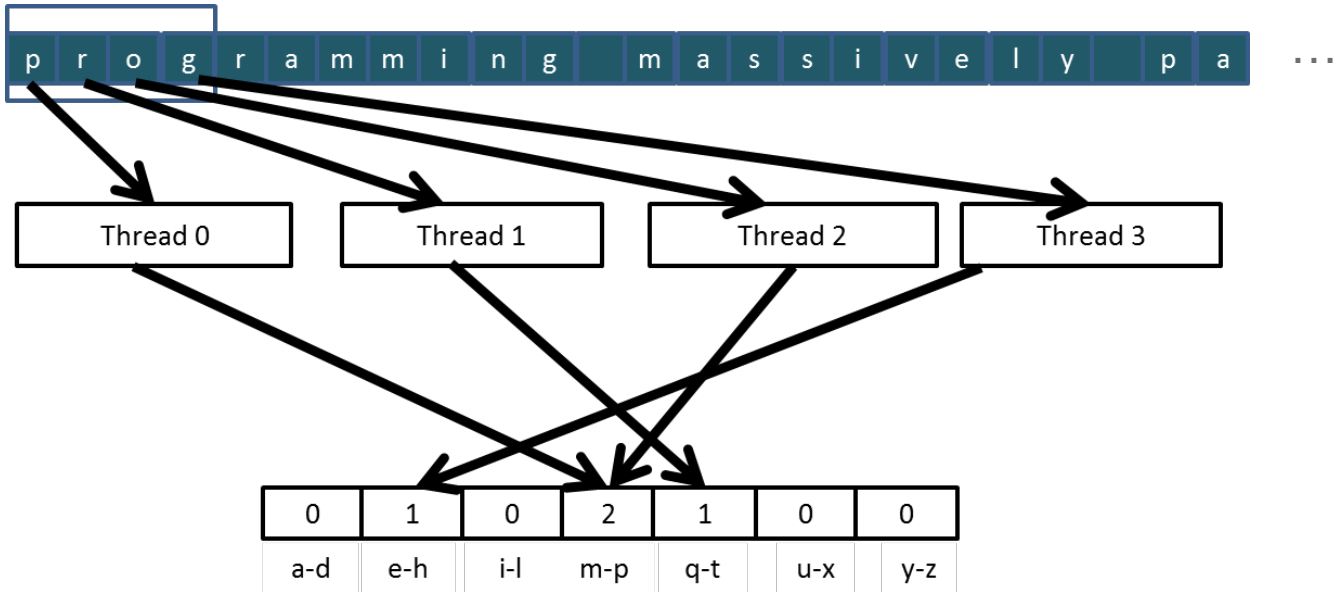 p r o g r a m m i n g m a s s i v e l y p a ...
Thread 0 Thread 1 Thread 2 Thread 3
0 1 0 2 1 0 0
a-d e-h i-l m-p q-t u-x y-z